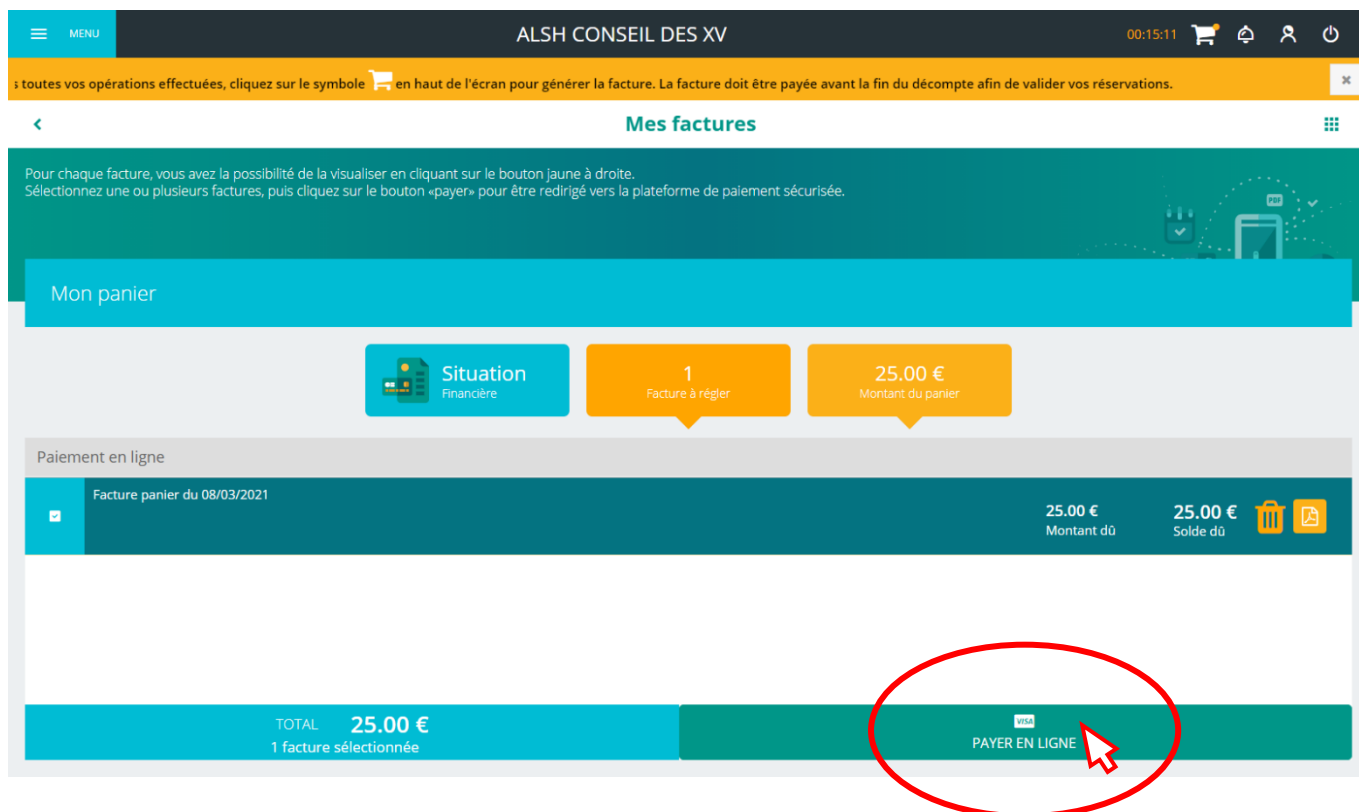 MENU
ALSH CONSEIL DES XV
00:15:11
s toutes vos opérations effectuées, cliquez sur le symbole en haut de l'écran pour générer la facture. La facture doit être payée avant la fin du décompte afin de valider vos réservations.
Mes factures
Pour chaque facture, vous avez la possibilité de la visualiser en cliquant sur le bouton jaune à droite.
Sélectionnez une ou plusieurs factures, puis cliquez sur le bouton «payer» pour être redirigé vers la plateforme de paiement sécurisée.
PDF
Mon panier
Situation
Financière
1
Facture à régler
25.00 €
Montant du panier
Paiement en ligne
Facture panier du 08/03/2021
25.00 €
Montant dû
25.00 €
Solde dû
TOTAL 25.00 €
1 facture sélectionnée
VISA
PAYER EN LIGNE